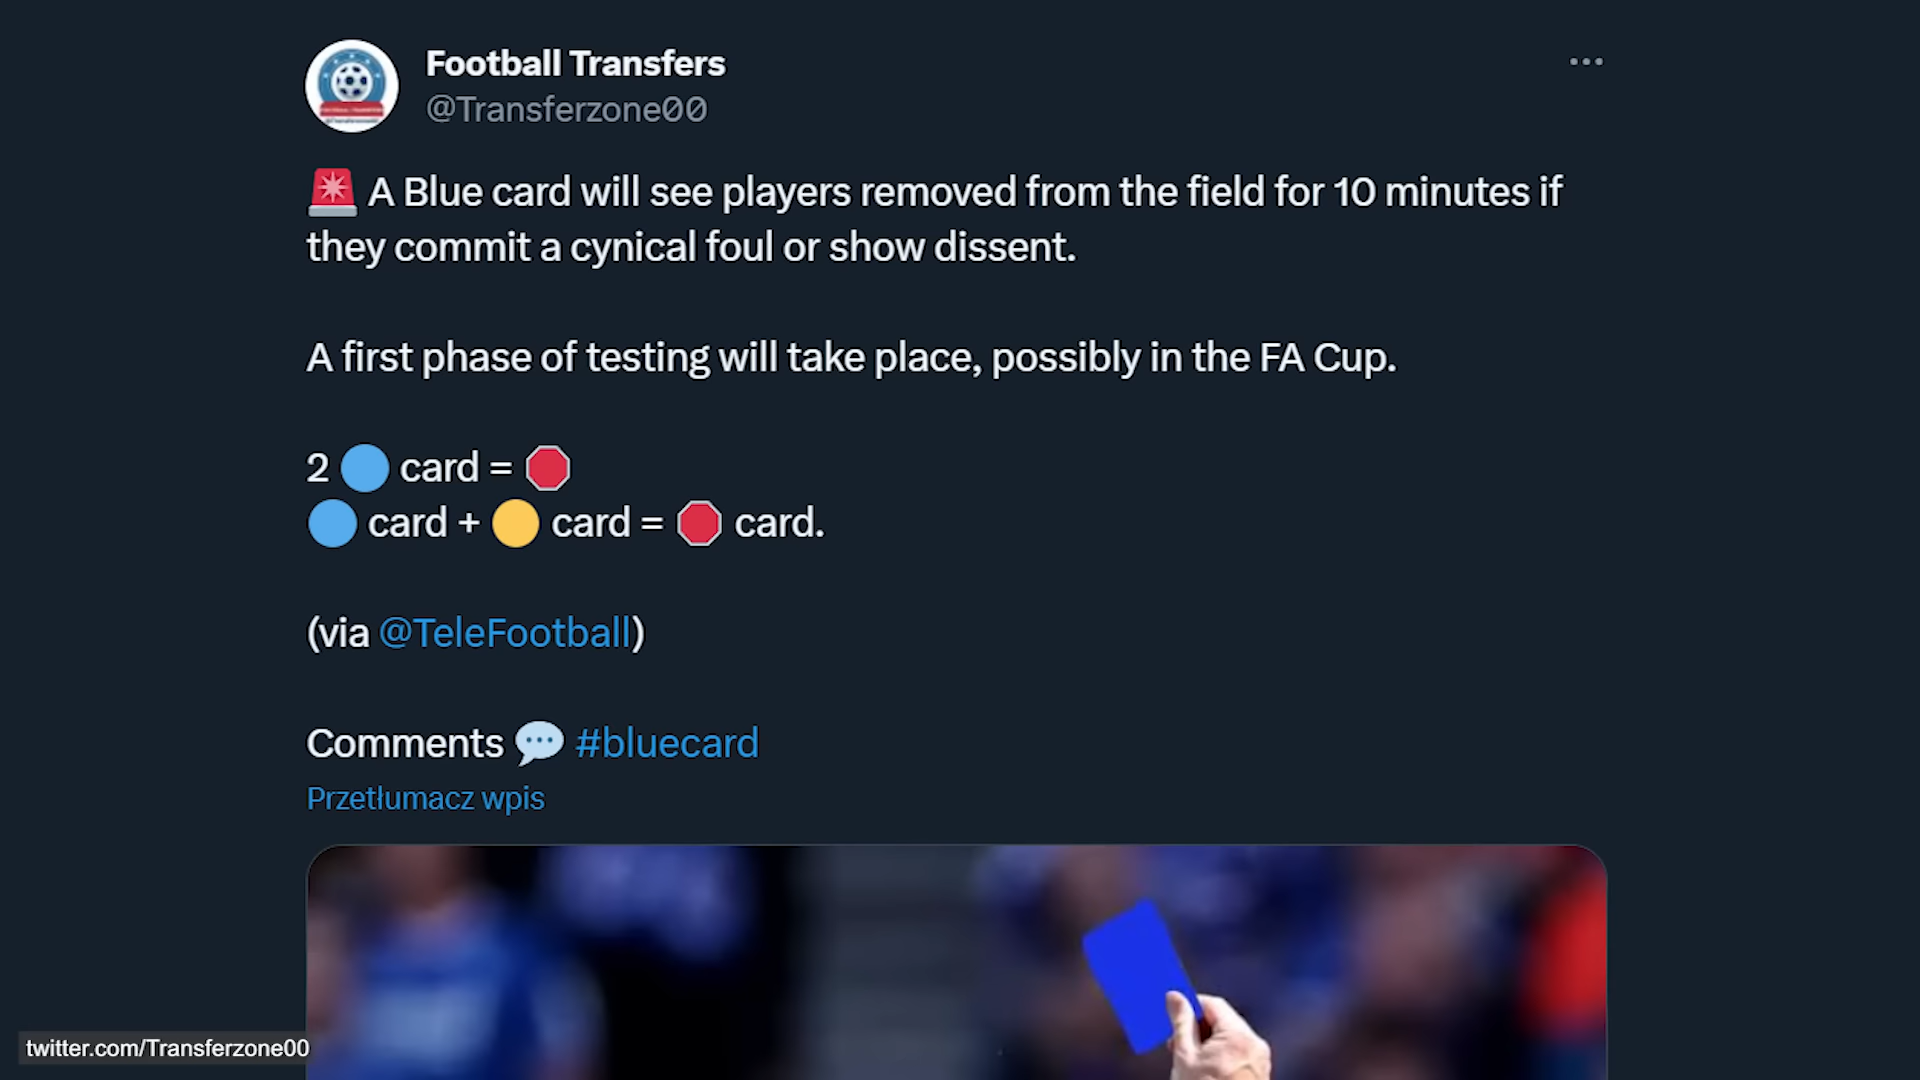 Football Transfers
@Transferzone00
🚨 A Blue card will see players removed from the field for 10 minutes if
they commit a cynical foul or show dissent.
A first phase of testing will take place, possibly in the FA Cup.
2 🔵 card = 🛑
🔵 card + 🟡 card = 🛑 card.
(via @TeleFootball)
Comments 💬 #bluecard
Przetłumacz wpis
twitter.com/Transferzone00